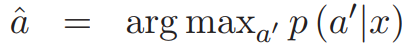 â = arg max_{a'} p (a'|x)